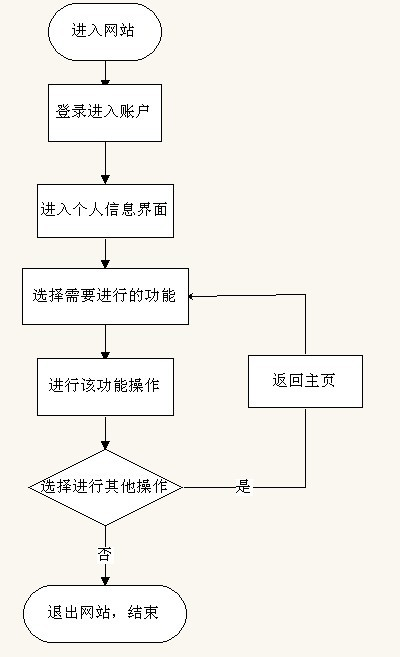 进入网站
登录进入账户
进入个人信息界面
选择需要进行的功能
进行该功能操作
返回主页
选择进行其他操作
是
否
退出网站，结束